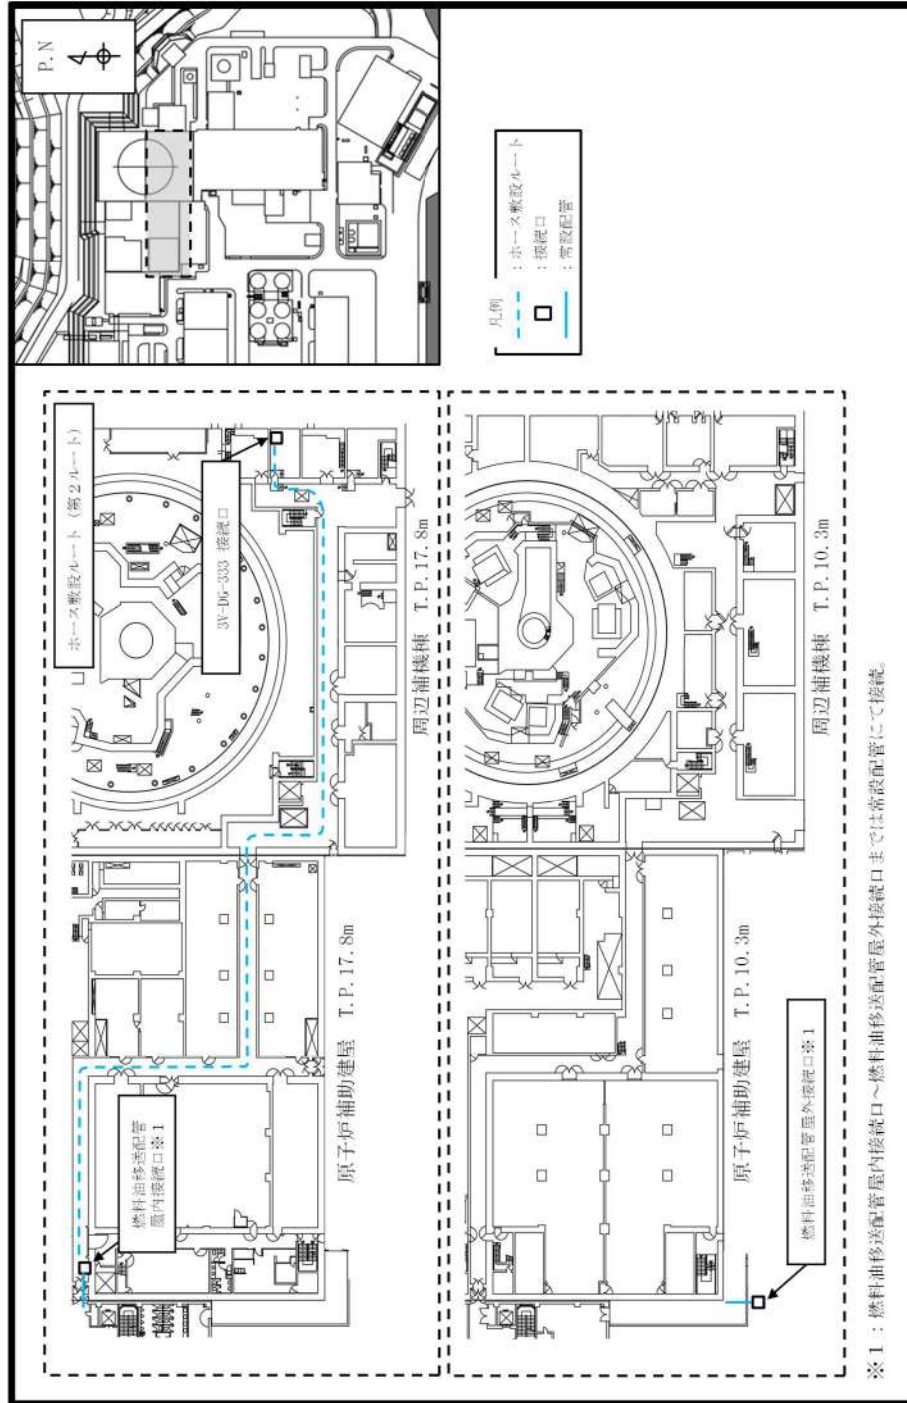 P.N
ホース敷設ルート（第２ルート）
3V-DG-333 接続口
燃料油移送配管
屋内接続口※１
原子炉補助建屋　T.P.17.8m
周辺補機棟　T.P.17.8m
原子炉補助建屋　T.P.10.3m
周辺補機棟　T.P.10.3m
燃料油移送配管屋外接続口※１
凡例
：ホース敷設ルート
：接続口
：常設配管
※１：燃料油移送配管屋内接続口～燃料油移送配管屋外接続口までは常設配管にて接続。